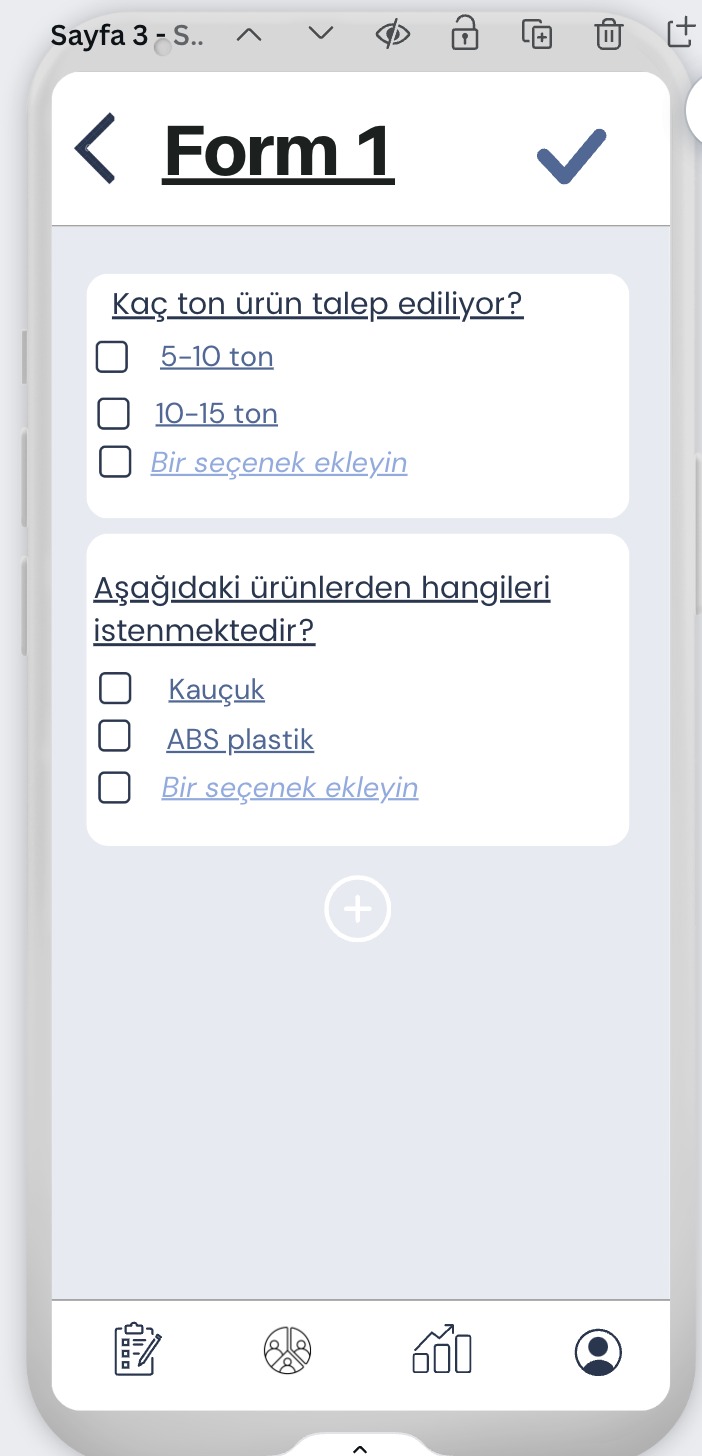 Sayfa 3 - S..
Form 1
Kaç ton ürün talep ediliyor?
5-10 ton
10-15 ton
Bir seçenek ekleyin
Aşağıdaki ürünlerden hangileri
istenmektedir?
Kauçuk
ABS plastik
Bir seçenek ekleyin